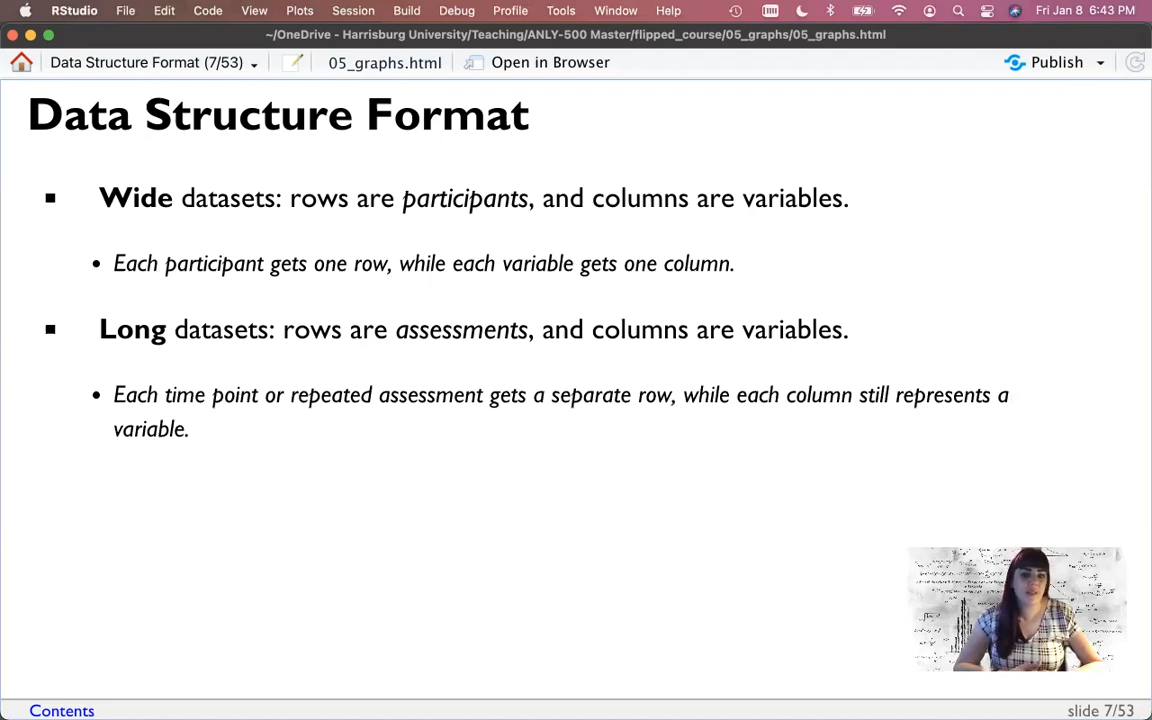 RStudio File Edit Code View Plots Session Build Debug Profile Tools Window Help Fri Jan 8 6:43 PM
~/OneDrive - Harrisburg University/Teaching/ANLY-500 Master/flipped_course/05_graphs/05_graphs.html
Data Structure Format (7/53) 05_graphs.html Open in Browser Publish
Data Structure Format
Wide datasets: rows are participants, and columns are variables.
Each participant gets one row, while each variable gets one column.
Long datasets: rows are assessments, and columns are variables.
Each time point or repeated assessment gets a separate row, while each column still represents a
variable.
Contents slide 7/53